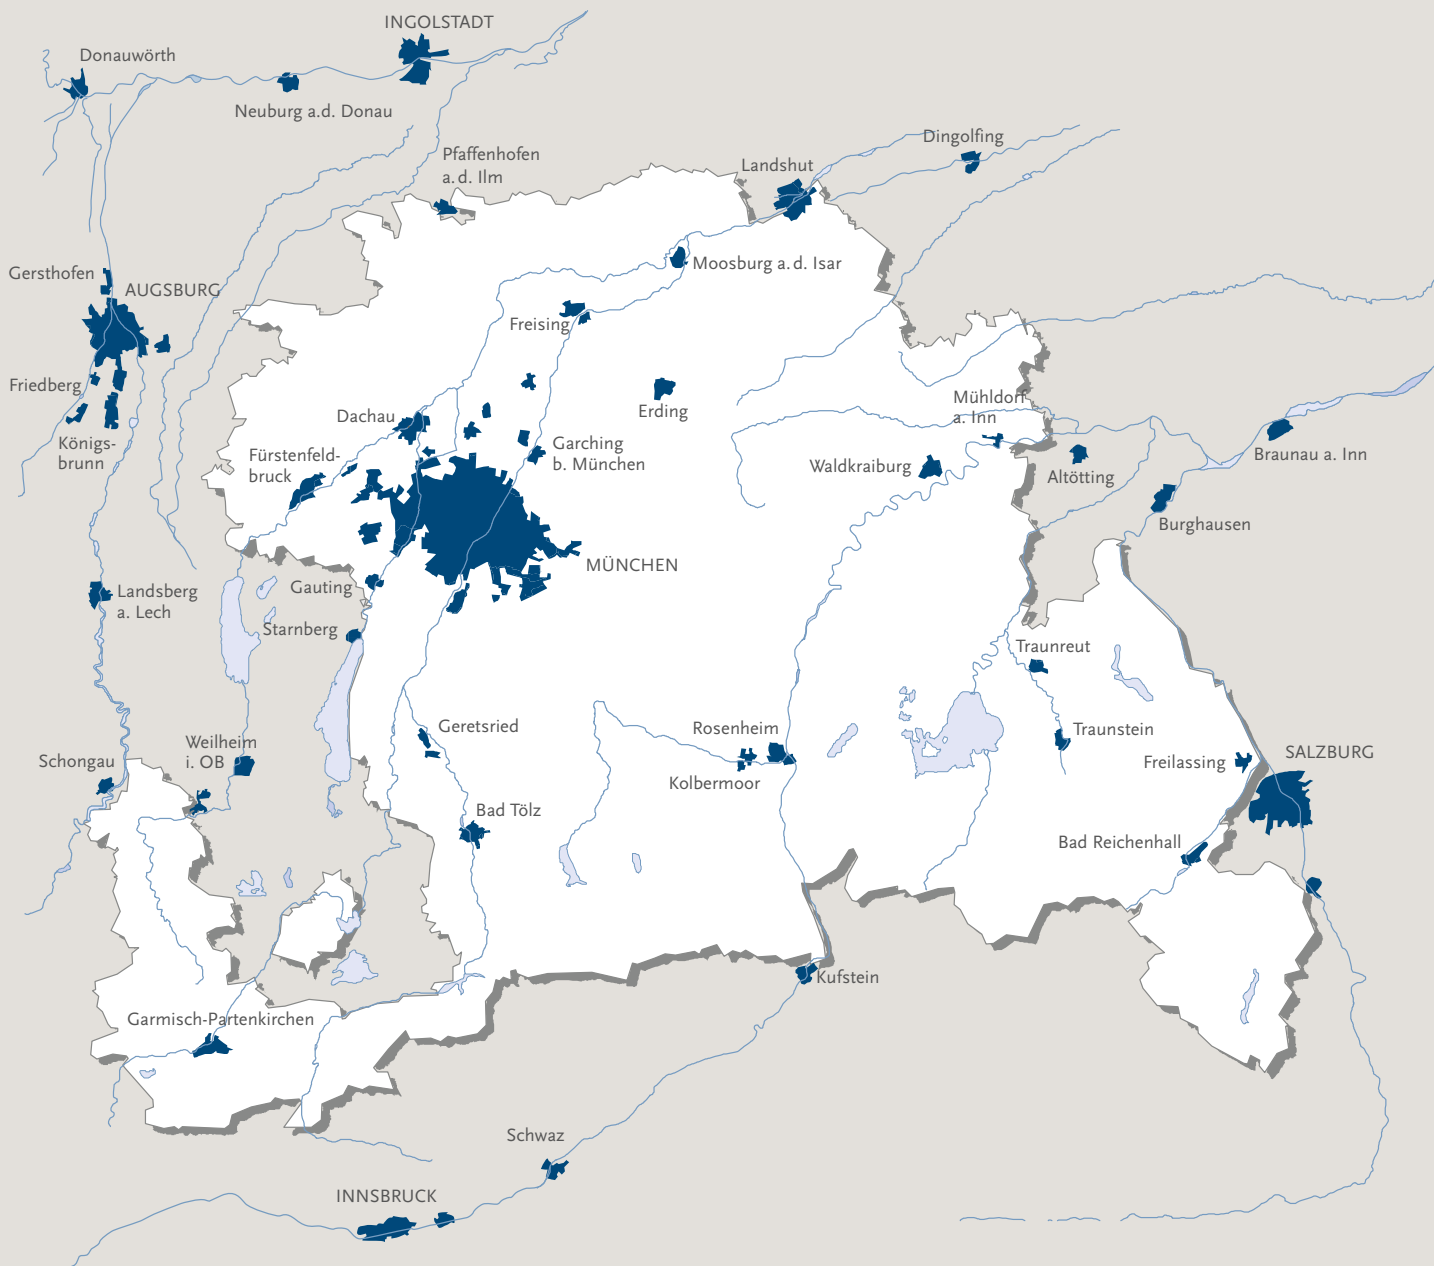 INGOLSTADT
Donauwörth
Neuburg a.d. Donau
Pfaffenhofen
a.d. Ilm
Landshut
Dingolfing
Gersthofen
AUGSBURG
Moosburg a.d. Isar
Freising
Friedberg
Erding
Dachau
Mühldorf
a. Inn
Königs-
brunn
Fürstenfeld-
bruck
Garching
b. München
Waldkraiburg
Altötting
Braunau a. Inn
Burghausen
MÜNCHEN
Gauting
Landsberg
a. Lech
Starnberg
Traunreut
Geretsried
Rosenheim
Traunstein
Weilheim
i. OB
Schongau
Kolbermoor
Freilassing
SALZBURG
Bad Tölz
Bad Reichenhall
Kufstein
Garmisch-Partenkirchen
Schwaz
INNSBRUCK